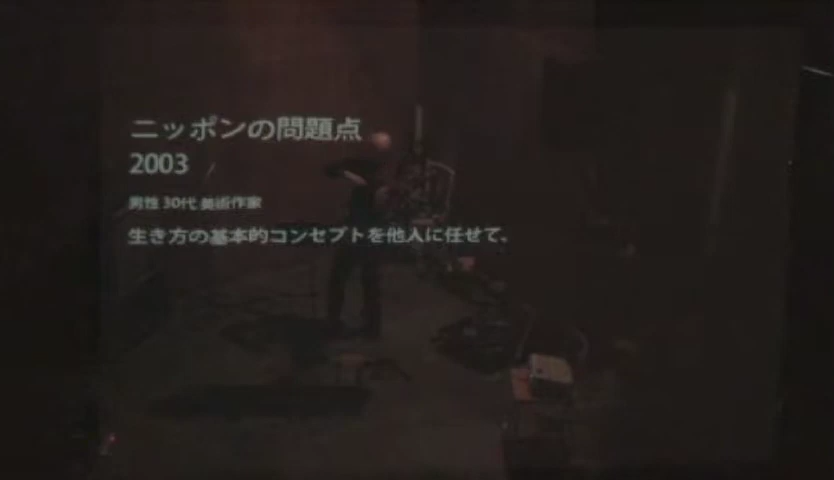 ニッポンの問題点
2003
男性 30代 美術作家
生き方の基本的コンセプトを他人に任せて、